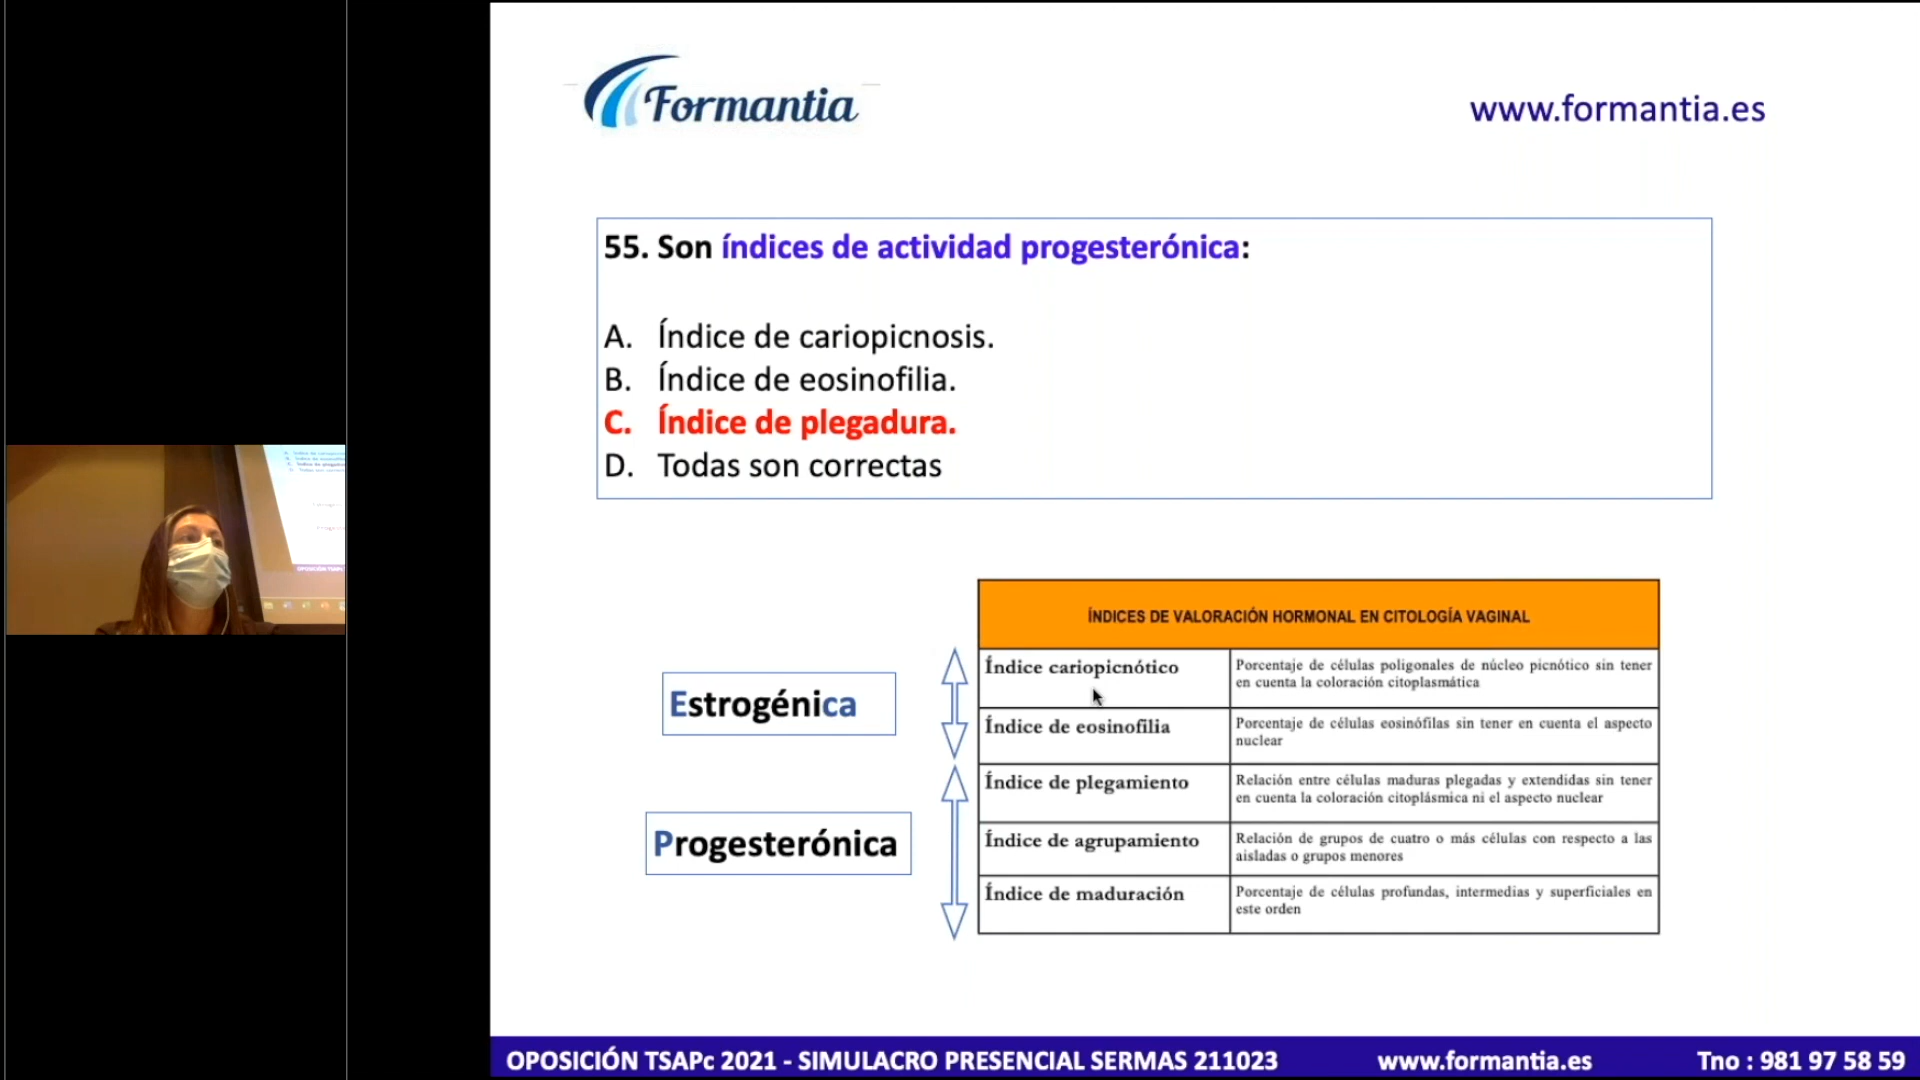 Formantia
www.formantia.es
55. Son índices de actividad progesterónica:
A. Índice de cariopicnosis.
B. Índice de eosinofilia.
C. Índice de plegadura.
D. Todas son correctas
ÍNDICES DE VALORACIÓN HORMONAL EN CITOLOGÍA VAGINAL
Estrogénica
Progesterónica
Índice cariopicnótico
Porcentaje de células poligonales de núcleo picnótico sin tener
en cuenta la coloración citoplasmática
Índice de eosinofilia
Porcentaje de células eosinófilas sin tener en cuenta el aspecto
nuclear
Índice de plegamiento
Relación entre células maduras plegadas y extendidas sin tener
en cuenta la coloración citoplásmica ni el aspecto nuclear
Índice de agrupamiento
Relación de grupos de cuatro o más células con respecto a las
aisladas o grupos menores
Índice de maduración
Porcentaje de células profundas, intermedias y superficiales en
este orden
OPOSICIÓN TSAPc 2021 - SIMULACRO PRESENCIAL SERMAS 211023
www.formantia.es
Tno : 981 97 58 59